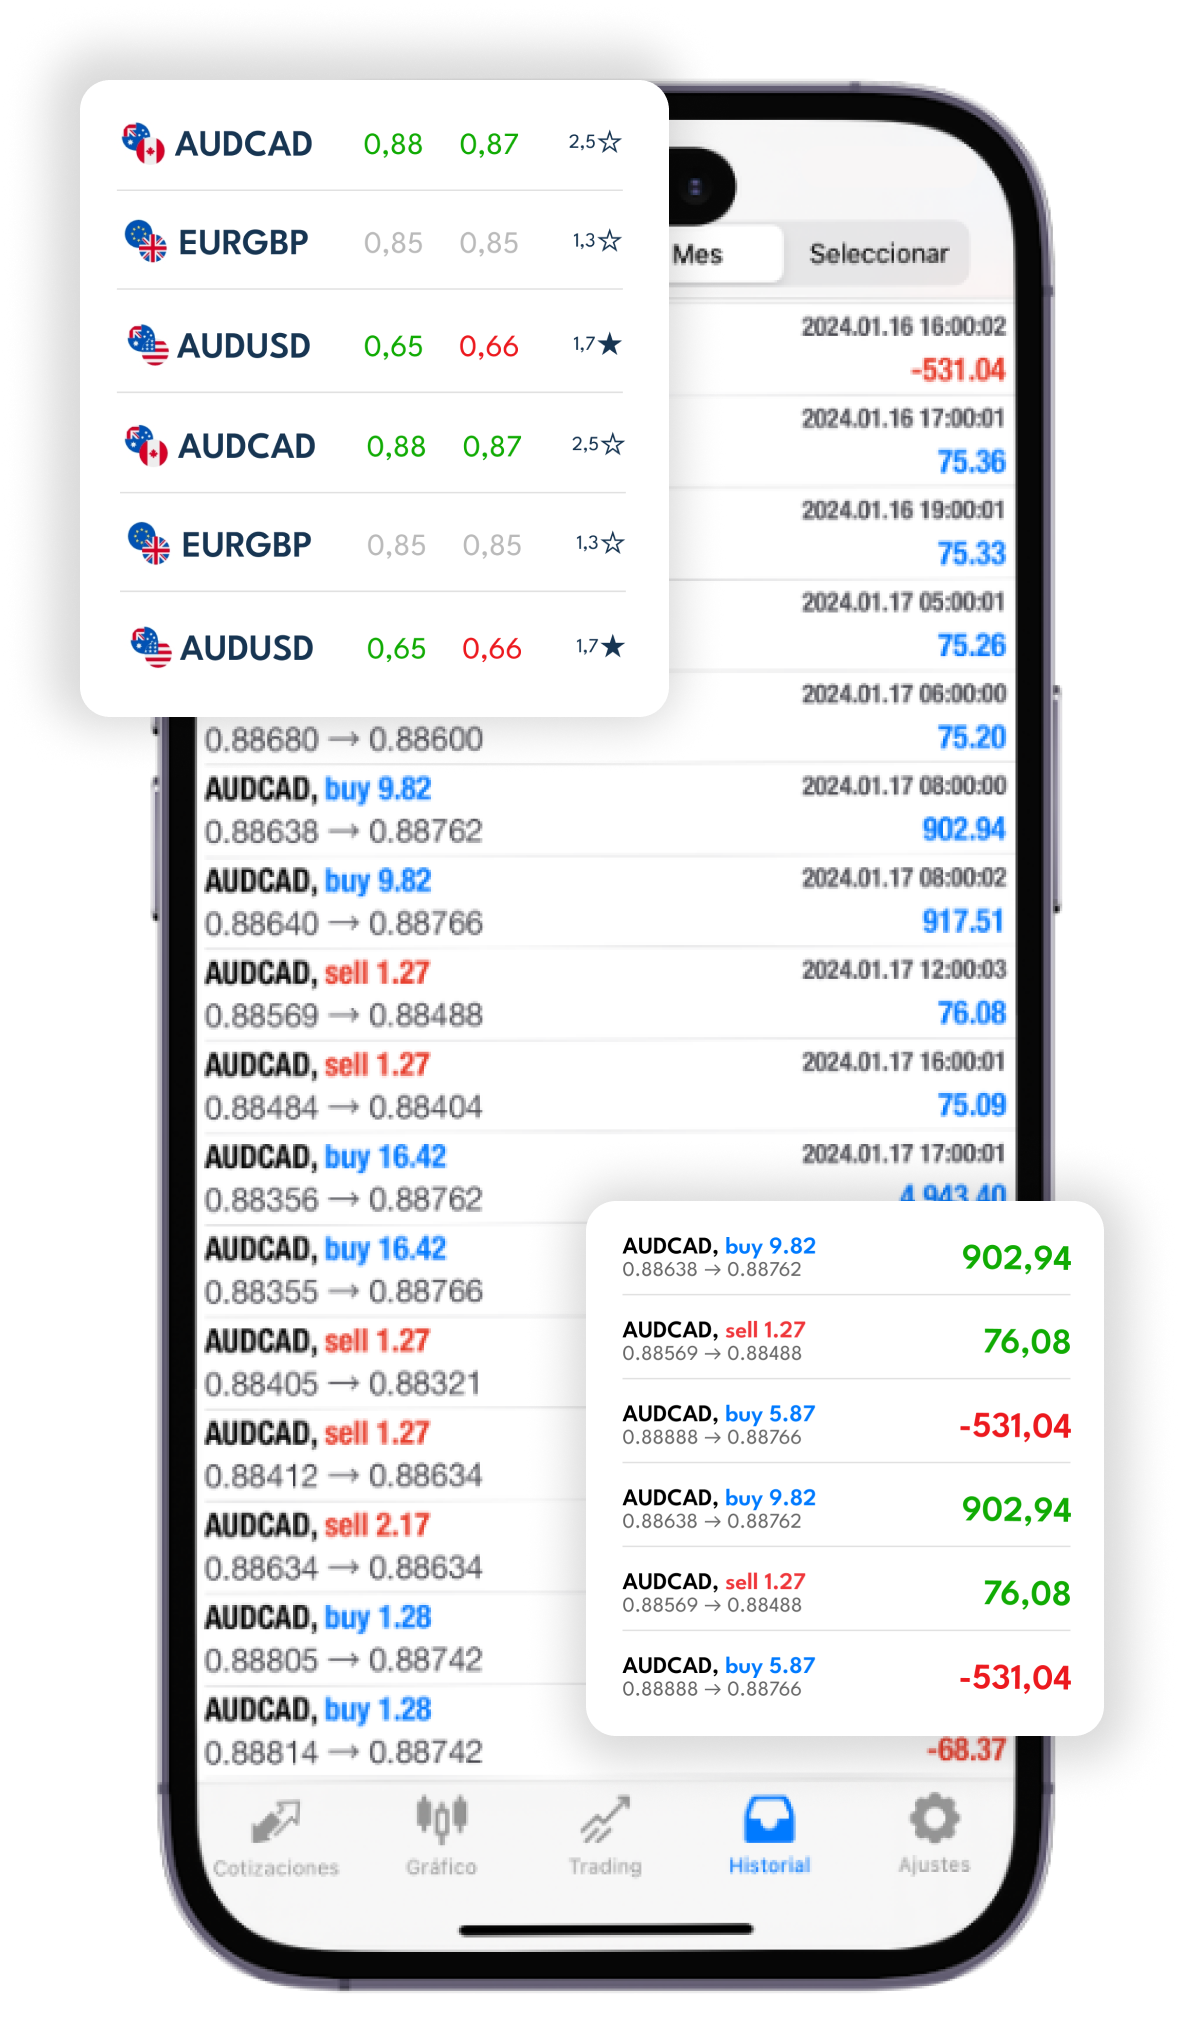 AUDCAD 0,88 0,87 2,5
EURGBP 0,85 0,85 1,3
AUDUSD 0,65 0,66 1,7
AUDCAD 0,88 0,87 2,5
EURGBP 0,85 0,85 1,3
AUDUSD 0,65 0,66 1,7
Mes Seleccionar
2024.01.16 16:00:02
-531.04
2024.01.16 17:00:01
75.36
2024.01.16 19:00:01
75.33
2024.01.17 05:00:01
75.26
2024.01.17 06:00:00
0.88680 → 0.88600 75.20
AUDCAD, buy 9.82 2024.01.17 08:00:00
0.88638 → 0.88762 902.94
AUDCAD, buy 9.82 2024.01.17 08:00:02
0.88640 → 0.88766 917.51
AUDCAD, sell 1.27 2024.01.17 12:00:03
0.88569 → 0.88488 76.08
AUDCAD, sell 1.27 2024.01.17 16:00:01
0.88484 → 0.88404 75.09
AUDCAD, buy 16.42 2024.01.17 17:00:01
0.88356 → 0.88762 4 943.40
AUDCAD, buy 16.42
0.88355 → 0.88766
AUDCAD, sell 1.27
0.88405 → 0.88321
AUDCAD, sell 1.27
0.88412 → 0.88634
AUDCAD, sell 2.17
0.88634 → 0.88634
AUDCAD, buy 1.28
0.88805 → 0.88742
AUDCAD, buy 1.28
0.88814 → 0.88742 -68.37
AUDCAD, buy 9.82 902,94
0.88638 → 0.88762
AUDCAD, sell 1.27 76,08
0.88569 → 0.88488
AUDCAD, buy 5.87 -531,04
0.88888 → 0.88766
AUDCAD, buy 9.82 902,94
0.88638 → 0.88762
AUDCAD, sell 1.27 76,08
0.88569 → 0.88488
AUDCAD, buy 5.87 -531,04
0.88888 → 0.88766
Cotizaciones Gráfico Trading Historial Ajustes